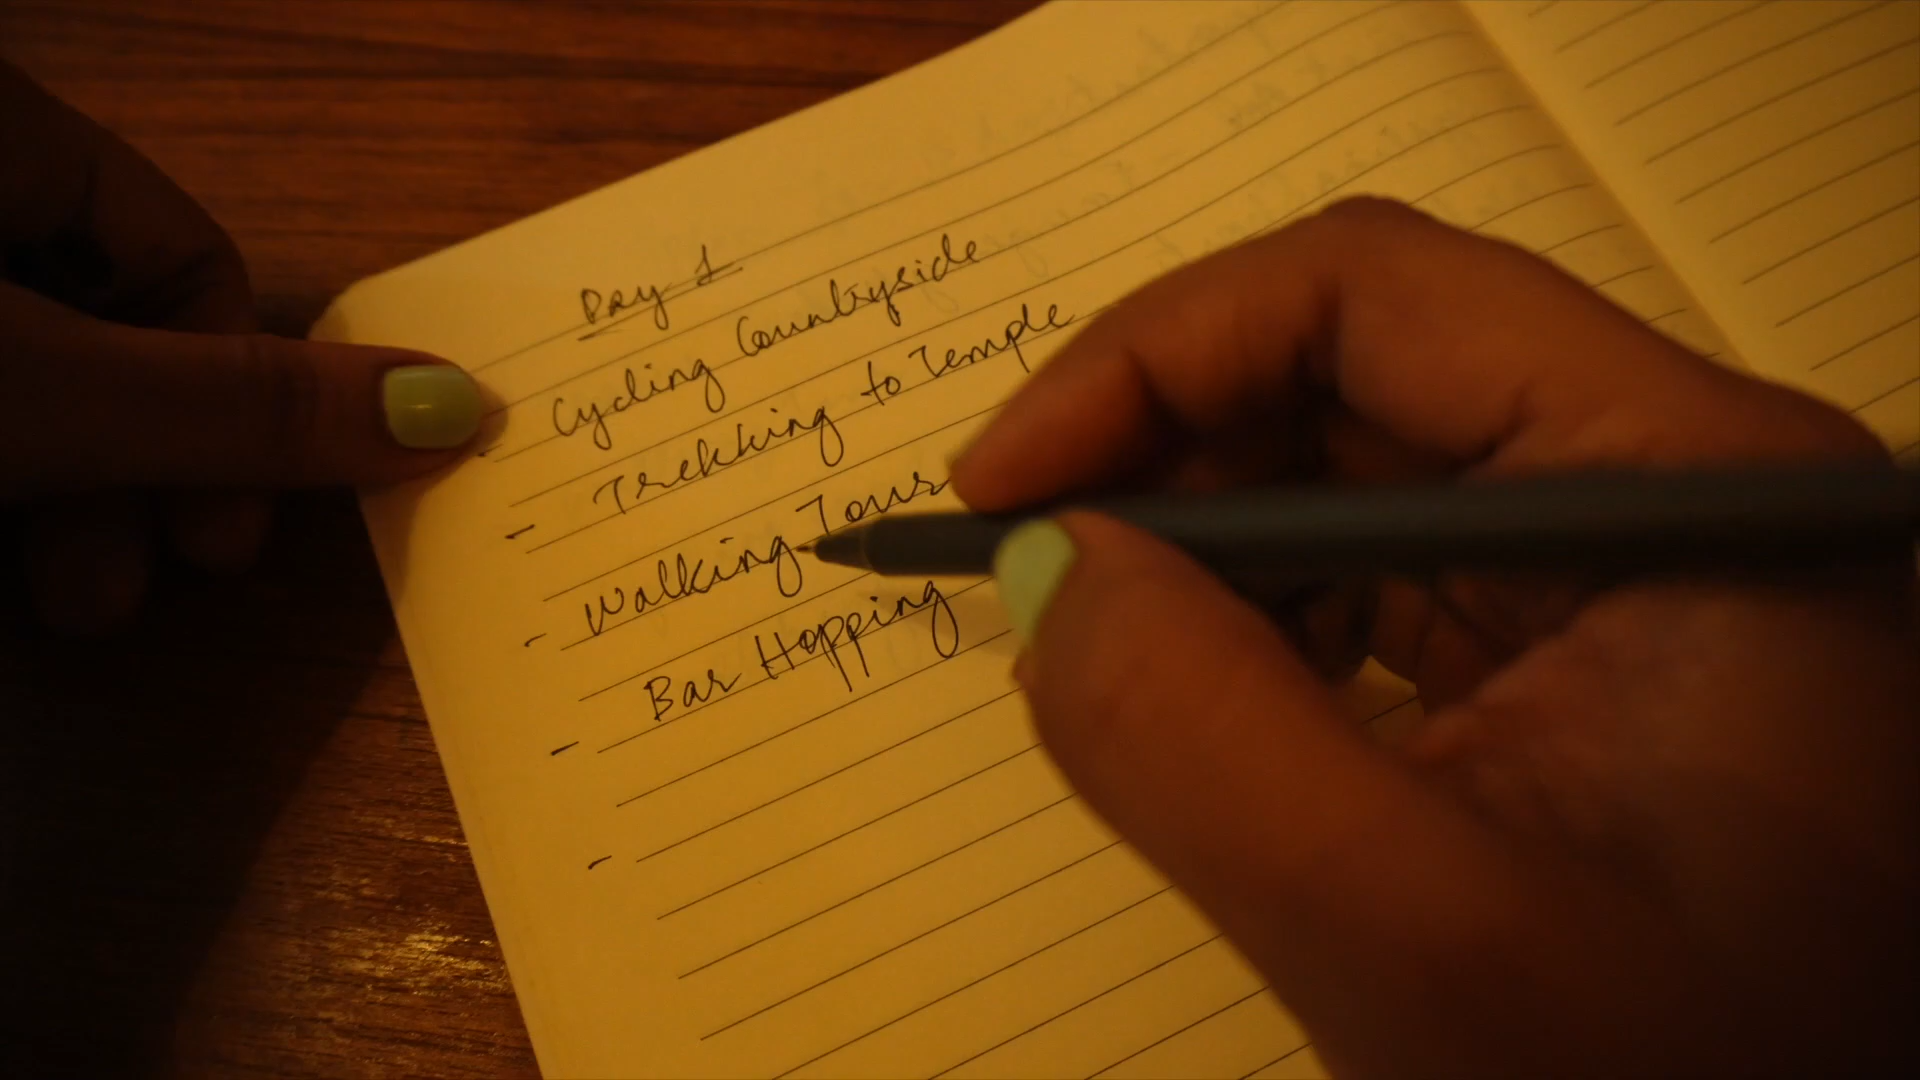 Day 1
- Cycling Countryside
- Trekking to Temple
- Walking Tour
- Bar Hopping
-